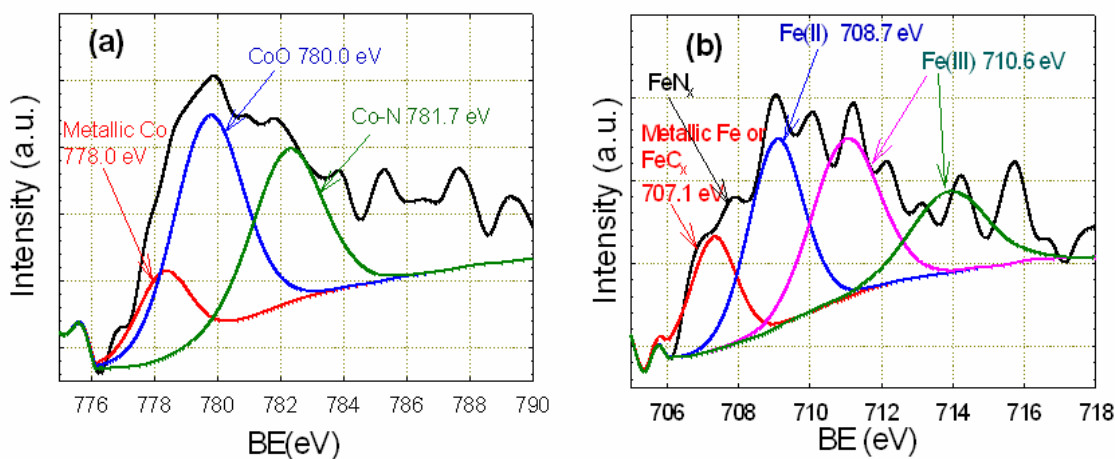 (a)
CoO 780.0 eV
Co-N 781.7 eV
Metallic Co
778.0 eV
Intensity (a.u.)
776 778 780 782 784 786 788 790
BE(eV)
(b)
Fe(II) 708.7 eV
Fe(III) 710.6 eV
FeNx
Metallic Fe or
FeCx
707.1 eV
Intensity (a.u.)
706 708 710 712 714 716 718
BE (eV)